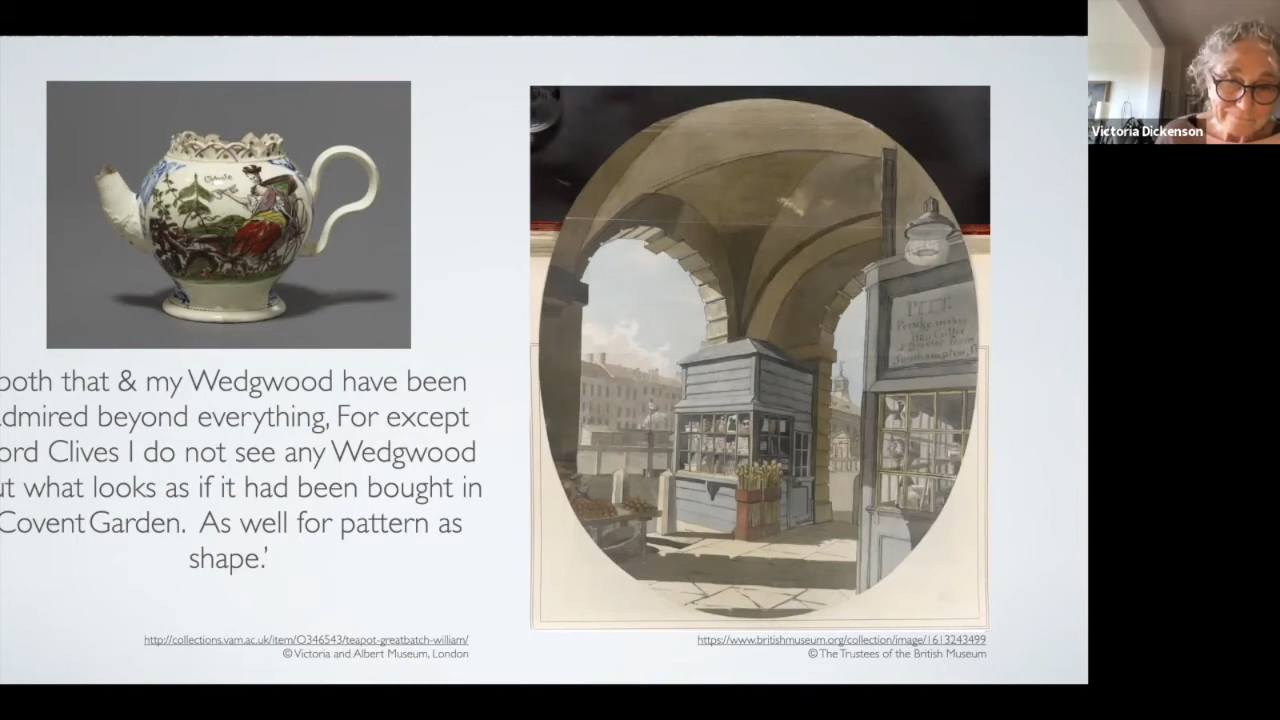 both that & my Wedgwood have been
admired beyond everything, For except
Lord Clives I do not see any Wedgwood
but what looks as if it had been bought in
Covent Garden. As well for pattern as
shape.'
http://collections.vam.ac.uk/item/O346543/teapot-greatbatch-william/
© Victoria and Albert Museum, London
https://www.britishmuseum.org/collection/image/1613243499
© The Trustees of the British Museum
Victoria Dickenson